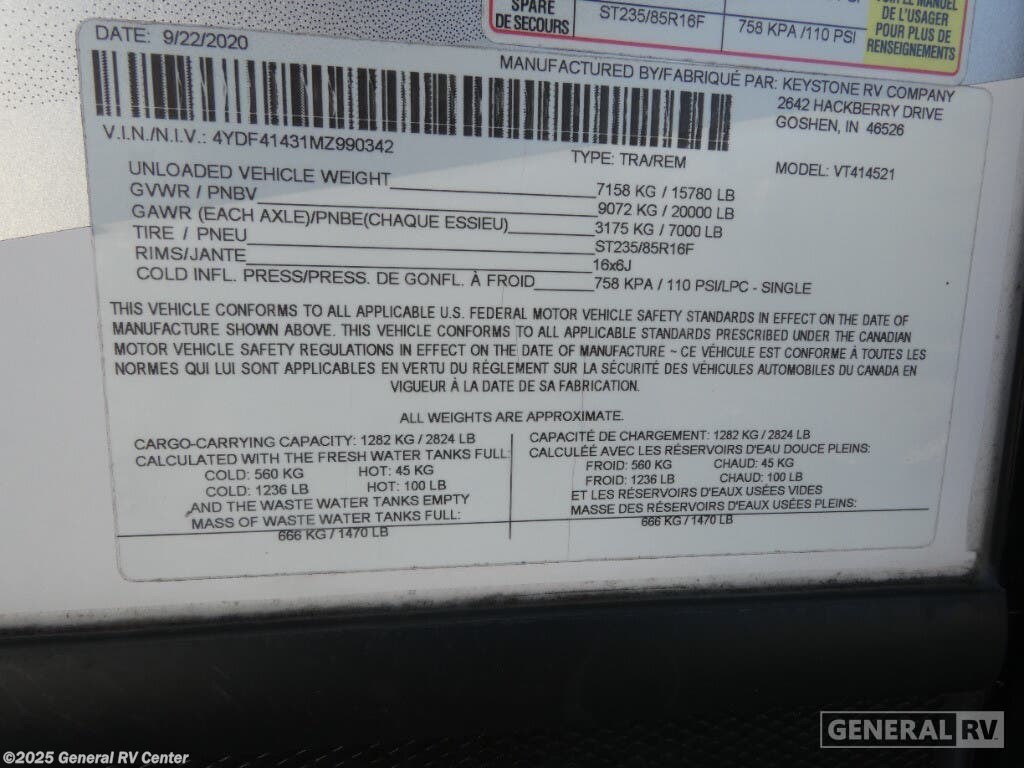 SPARE
DE SECOURS
ST235/85R16F
758 KPA /110 PSI
DE L'USAGER
POUR PLUS DE
RENSEIGNEMENTS
DATE: 9/22/2020
MANUFACTURED BY/FABRIQUÉ PAR: KEYSTONE RV COMPANY
2642 HACKBERRY DRIVE
GOSHEN, IN 46526
V.I.N./N.I.V.: 4YDF41431MZ990342
TYPE: TRA/REM
MODEL: VT414521
UNLOADED VEHICLE WEIGHT 7158 KG / 15780 LB
GVWR / PNBV 9072 KG / 20000 LB
GAWR (EACH AXLE)/PNBE(CHAQUE ESSIEU) 3175 KG / 7000 LB
TIRE / PNEU ST235/85R16F
RIMS/JANTE 16x6J
COLD INFL. PRESS/PRESS. DE GONFL. À FROID 758 KPA / 110 PSI/LPC - SINGLE
THIS VEHICLE CONFORMS TO ALL APPLICABLE U.S. FEDERAL MOTOR VEHICLE SAFETY STANDARDS IN EFFECT ON THE DATE OF
MANUFACTURE SHOWN ABOVE. THIS VEHICLE CONFORMS TO ALL APPLICABLE STANDARDS PRESCRIBED UNDER THE CANADIAN
MOTOR VEHICLE SAFETY REGULATIONS IN EFFECT ON THE DATE OF MANUFACTURE ~ CE VÉHICULE EST CONFORME À TOUTES LES
NORMES QUI LUI SONT APPLICABLES EN VERTU DU RÉGLEMENT SUR LA SÉCURITÉ DES VÉHICULES AUTOMOBILES DU CANADA EN
VIGUEUR À LA DATE DE SA FABRICATION.
ALL WEIGHTS ARE APPROXIMATE.
CARGO-CARRYING CAPACITY: 1282 KG / 2824 LB
CALCULATED WITH THE FRESH WATER TANKS FULL:
COLD: 560 KG HOT: 45 KG
COLD: 1236 LB HOT: 100 LB
AND THE WASTE WATER TANKS EMPTY
MASS OF WASTE WATER TANKS FULL:
666 KG / 1470 LB
CAPACITÉ DE CHARGEMENT: 1282 KG / 2824 LB
CALCULÉE AVEC LES RÉSERVOIRS D'EAU DOUCE PLEINS:
FROID: 560 KG CHAUD: 45 KG
FROID: 1236 LB CHAUD: 100 LB
ET LES RÉSERVOIRS D'EAUX USÉES VIDES
MASSE DES RÉSERVOIRS D'EAUX USÉES PLEINS:
666 KG / 1470 LB
GENERAL RV
©2025 General RV Center